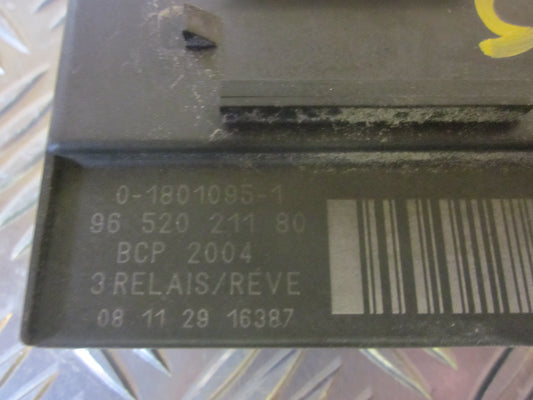 0-1801095-1
96 520 211 80
BCP 2004
3 RELAIS/REVE
08 11 29 16387